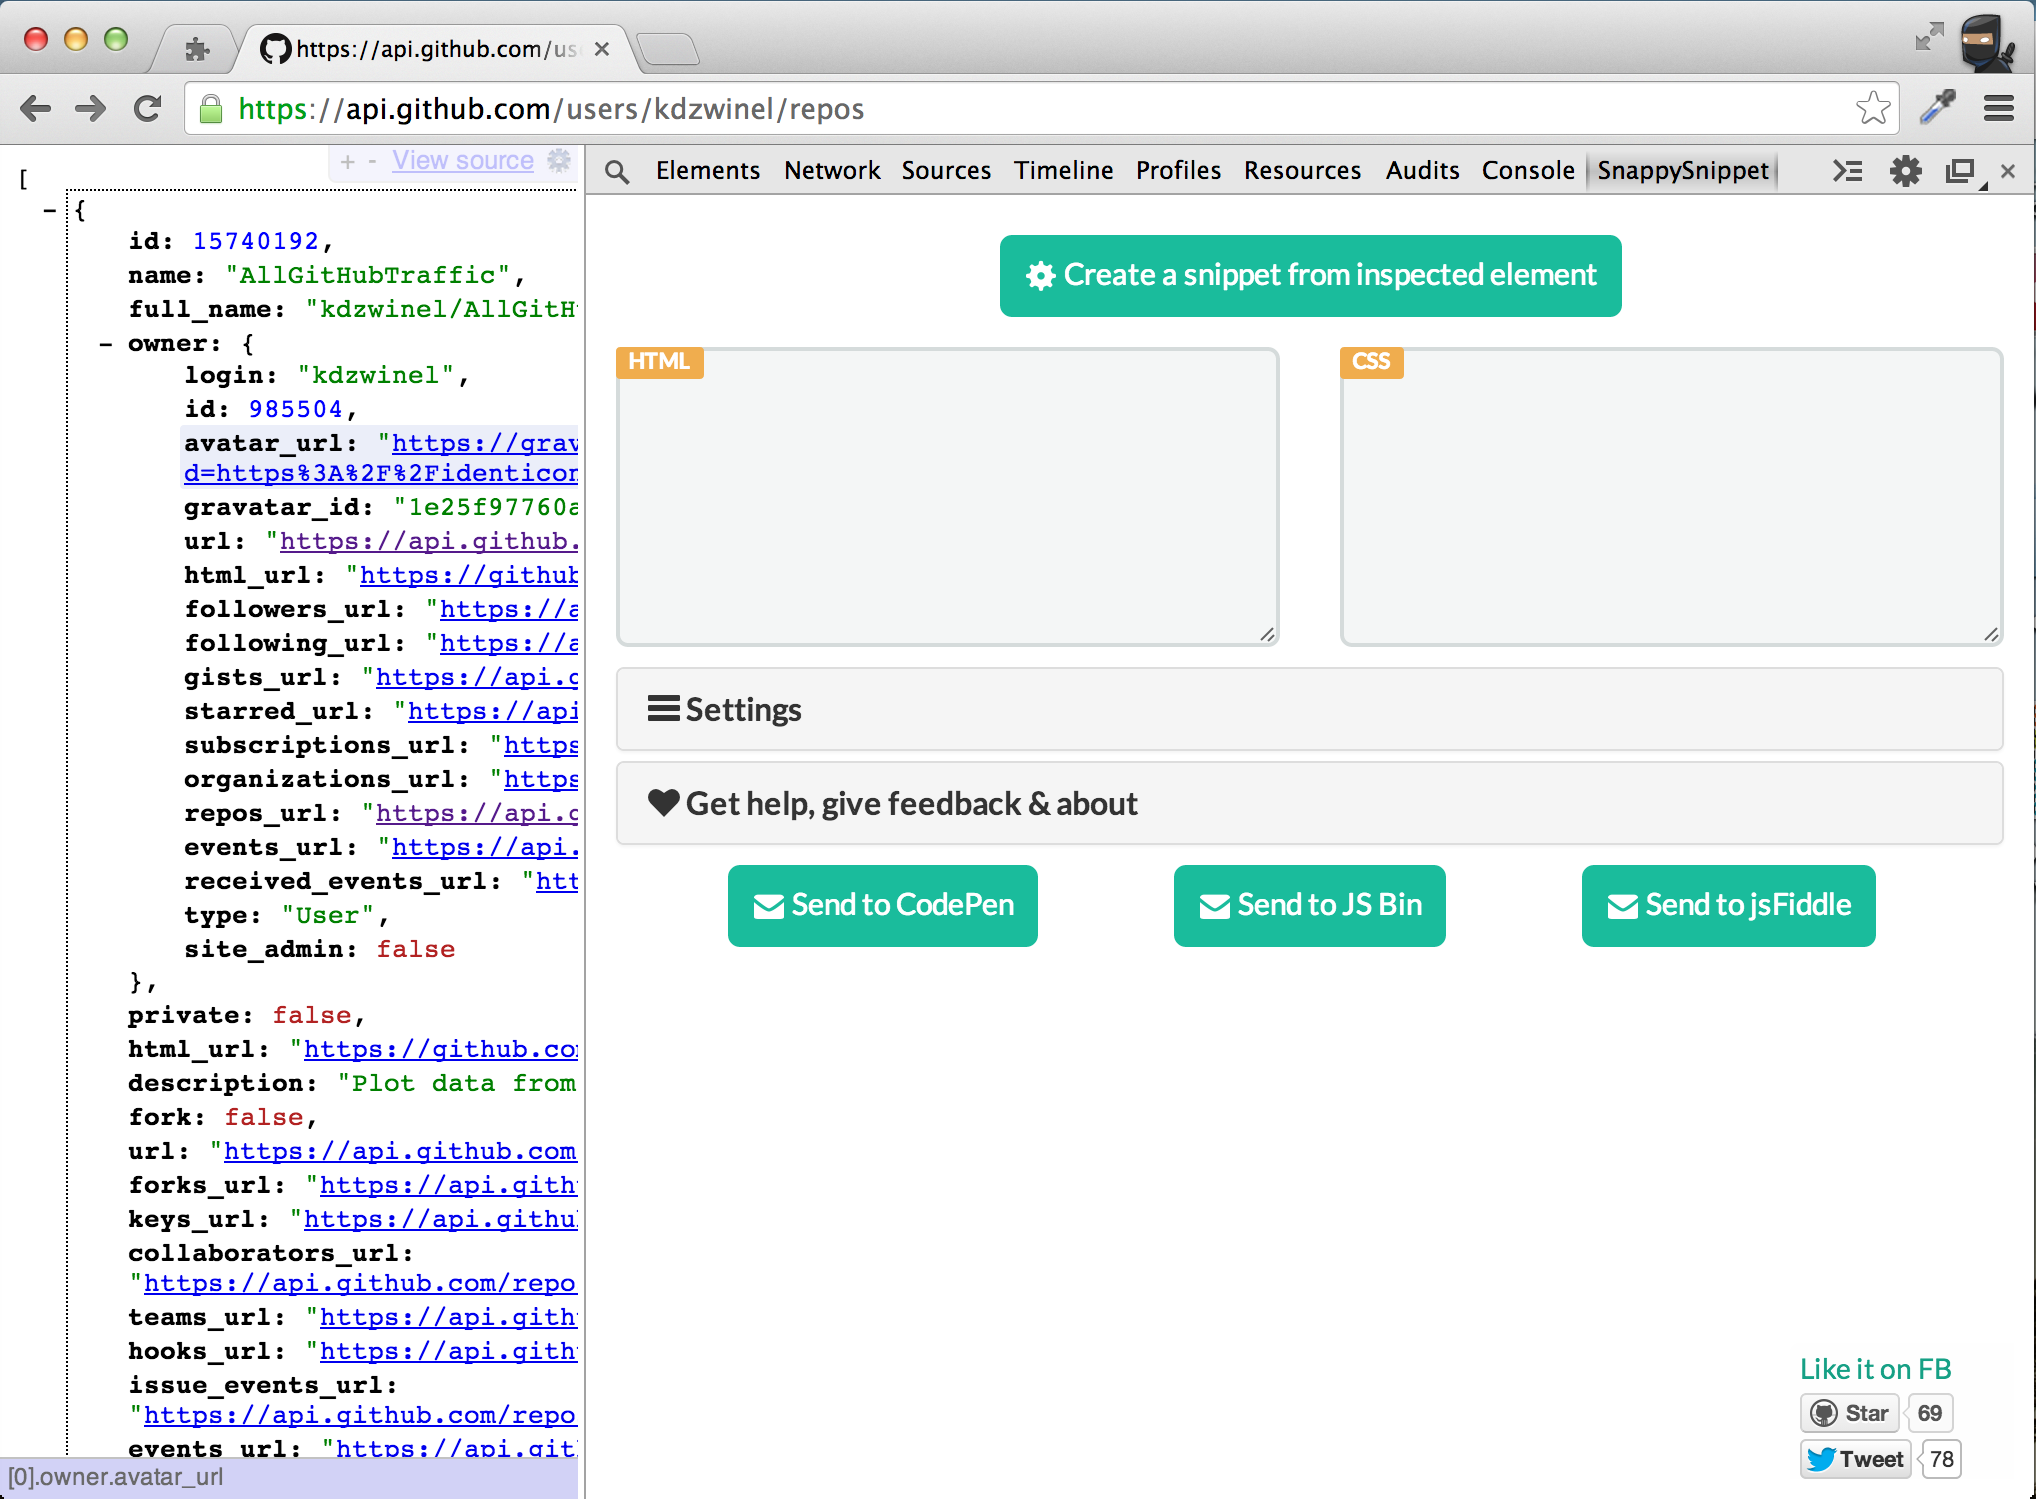 https://api.github.com/us
https://api.github.com/users/kdzwinel/repos
+ - View source
[
- {
id: 15740192,
name: "AllGitHubTraffic",
full_name: "kdzwinel/AllGitH
- owner: {
login: "kdzwinel",
id: 985504,
avatar_url: "https://grav
d=https%3A%2F%2Fidenticon
gravatar_id: "1e25f97760a
url: "https://api.github.
html_url: "https://github
followers_url: "https://a
following_url: "https://a
gists_url: "https://api.g
starred_url: "https://api
subscriptions_url: "https
organizations_url: "https
repos_url: "https://api.g
events_url: "https://api.
received_events_url: "htt
type: "User",
site_admin: false
},
private: false,
html_url: "https://github.co
description: "Plot data from
fork: false,
url: "https://api.github.com
forks_url: "https://api.gith
keys_url: "https://api.githu
collaborators_url:
"https://api.github.com/repo
teams_url: "https://api.gith
hooks_url: "https://api.gith
issue_events_url:
"https://api.github.com/repo
events_url: "https://api.git
[0].owner.avatar_url
Elements Network Sources Timeline Profiles Resources Audits Console SnappySnippet
Create a snippet from inspected element
HTML
CSS
Settings
Get help, give feedback & about
Send to CodePen
Send to JS Bin
Send to jsFiddle
Like it on FB
Star 69
Tweet 78